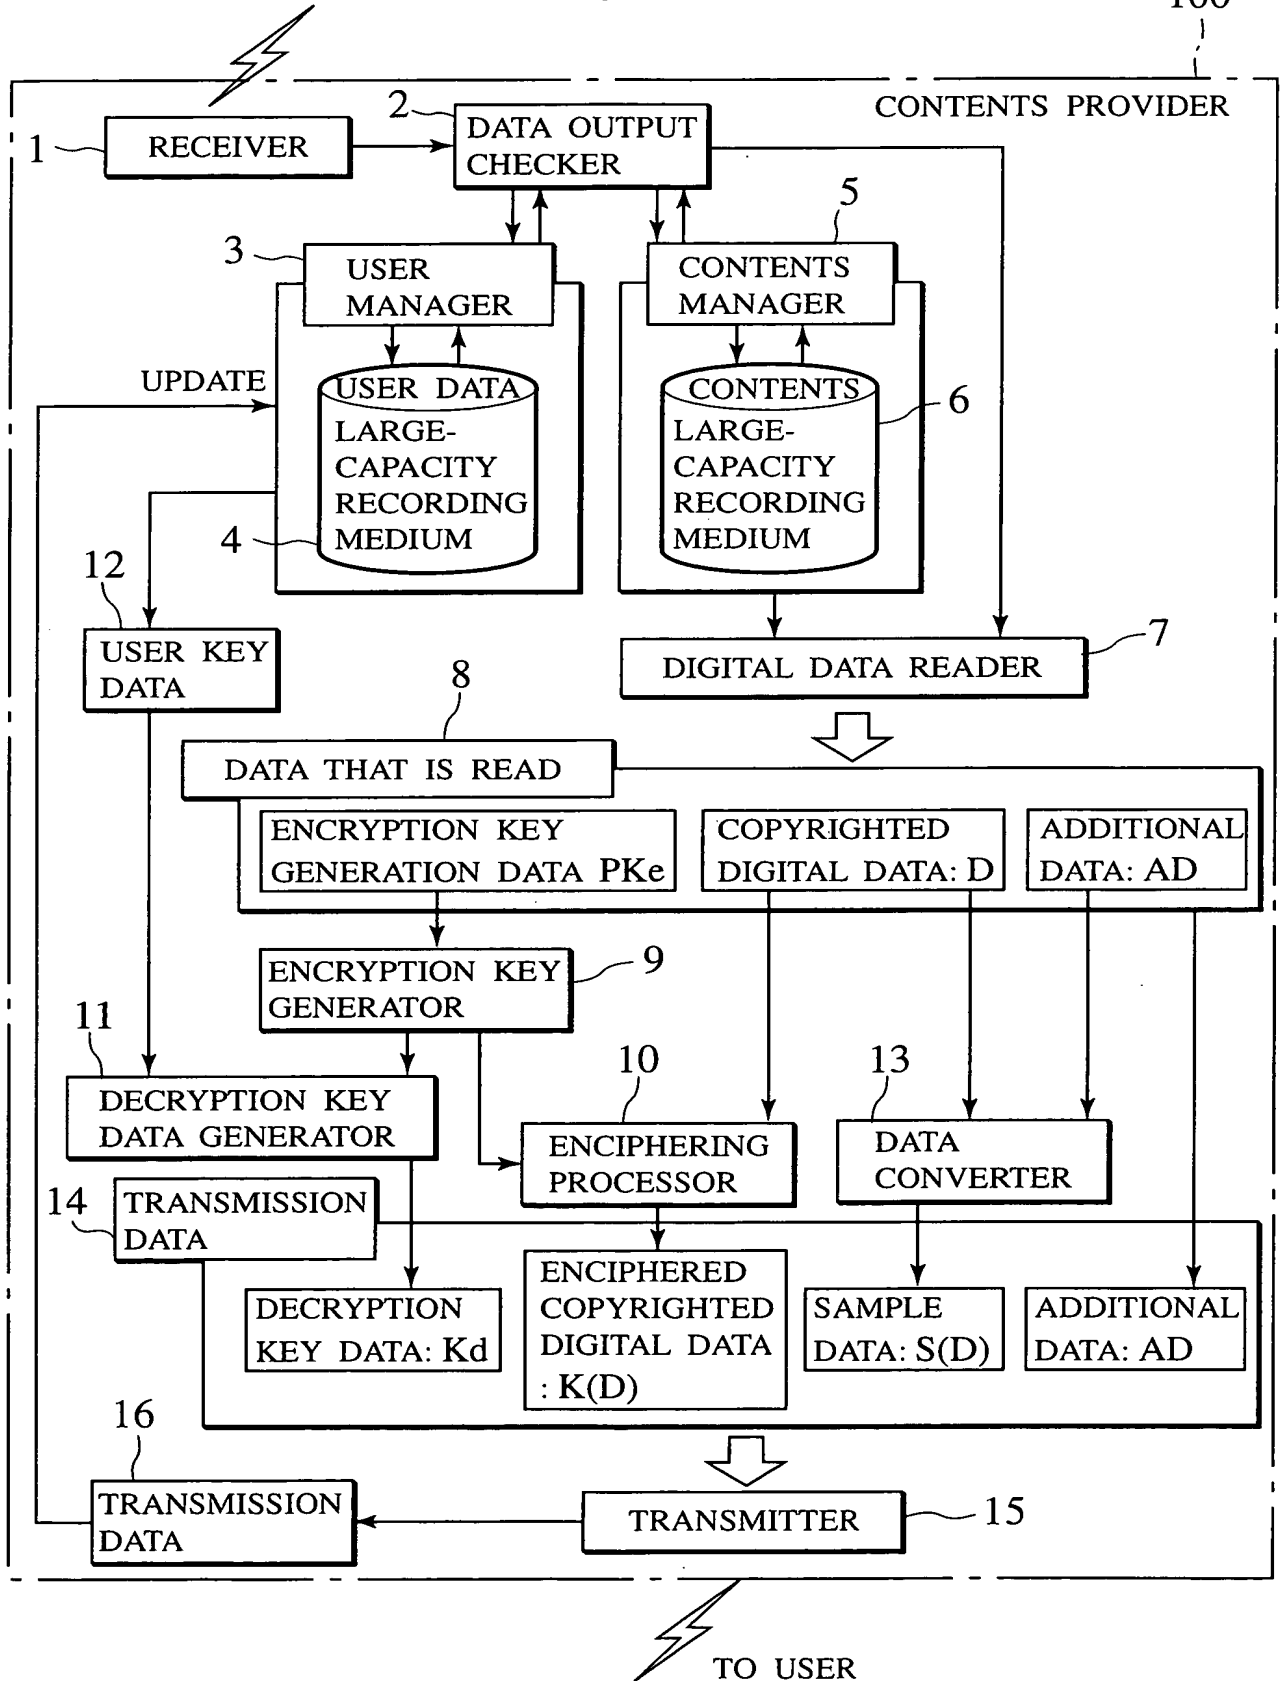 100
CONTENTS PROVIDER
1
RECEIVER
2
DATA OUTPUT
CHECKER
3
USER
MANAGER
5
CONTENTS
MANAGER
UPDATE
USER DATA
LARGE-
CAPACITY
RECORDING
MEDIUM
4
CONTENTS
LARGE-
CAPACITY
RECORDING
MEDIUM
6
12
USER KEY
DATA
7
DIGITAL DATA READER
8
DATA THAT IS READ
ENCRYPTION KEY
GENERATION DATA PKe
COPYRIGHTED
DIGITAL DATA: D
ADDITIONAL
DATA: AD
ENCRYPTION KEY
GENERATOR
9
11
DECRYPTION KEY
DATA GENERATOR
10
ENCIPHERING
PROCESSOR
13
DATA
CONVERTER
14
TRANSMISSION
DATA
DECRYPTION
KEY DATA: Kd
ENCIPHERED
COPYRIGHTED
DIGITAL DATA
: K(D)
SAMPLE
DATA: S(D)
ADDITIONAL
DATA: AD
16
TRANSMISSION
DATA
TRANSMITTER
15
TO USER